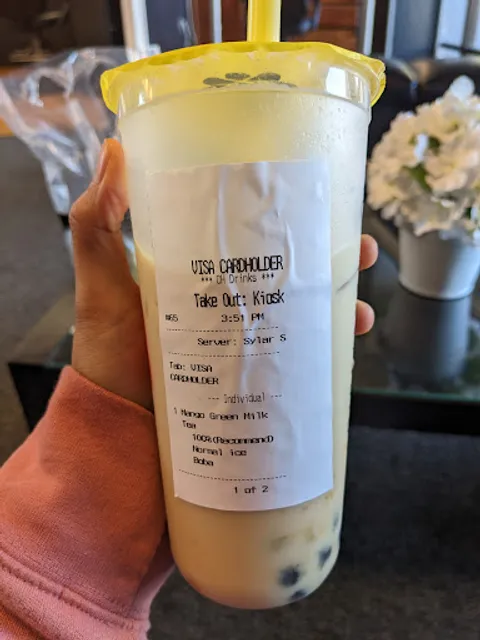 VISA CARDHOLDER
*** OH Drinks ***
Take Out: Kiosk
#65 3:51 PM
Server: Sylar S
Tab: VISA
CARDHOLDER
--- Individual ---
1 Mango Green Milk
Tea
100%(Recommend)
Normal ice
Boba
1 of 2